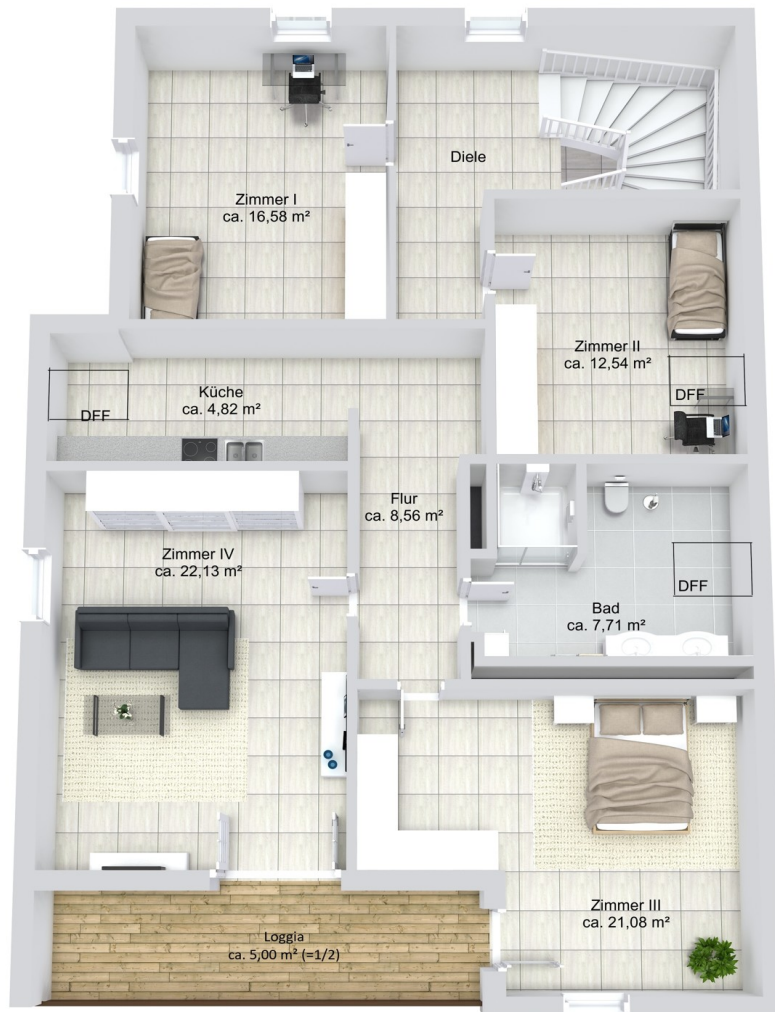 Diele
Zimmer I
ca. 16,58 m²
Zimmer II
ca. 12,54 m²
DFF
Küche
ca. 4,82 m²
DFF
Flur
ca. 8,56 m²
Zimmer IV
ca. 22,13 m²
DFF
Bad
ca. 7,71 m²
Zimmer III
ca. 21,08 m²
Loggia
ca. 5,00 m² (=1/2)